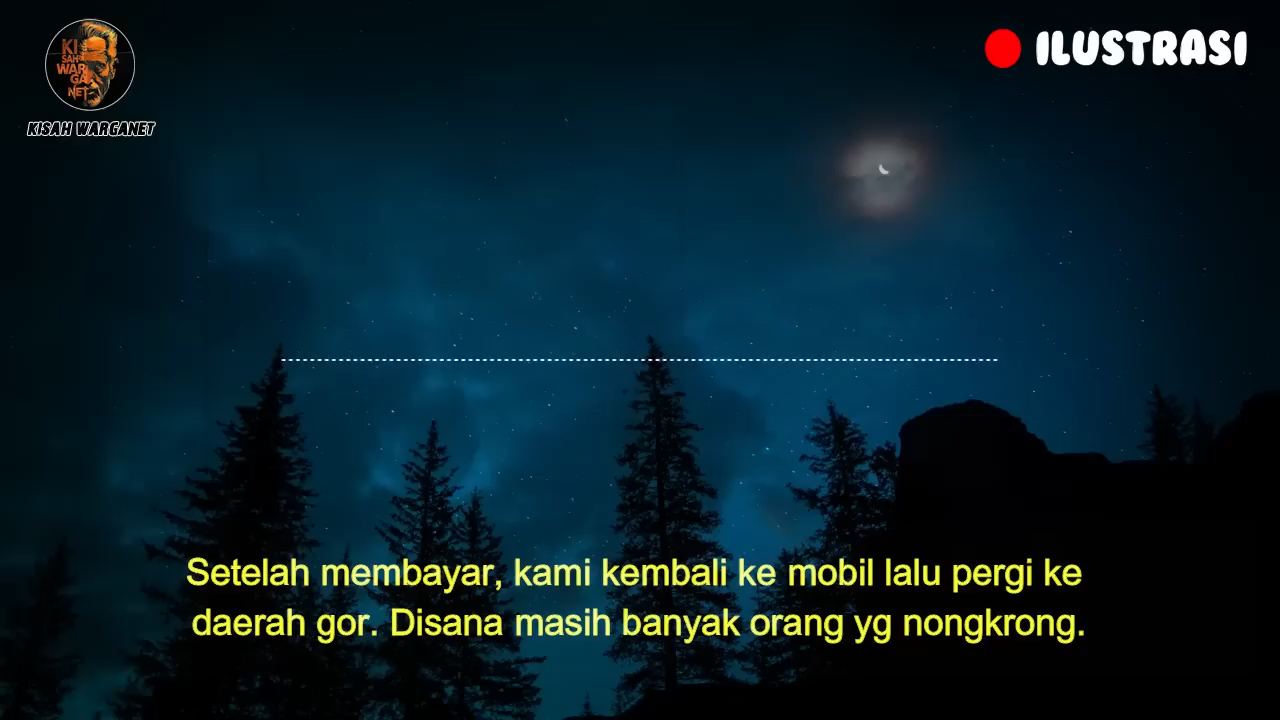 KI
SAH
WAR
GA
NET
KISAH WARGANET
ILUSTRASI
Setelah membayar, kami kembali ke mobil lalu pergi ke
daerah gor. Disana masih banyak orang yg nongkrong.